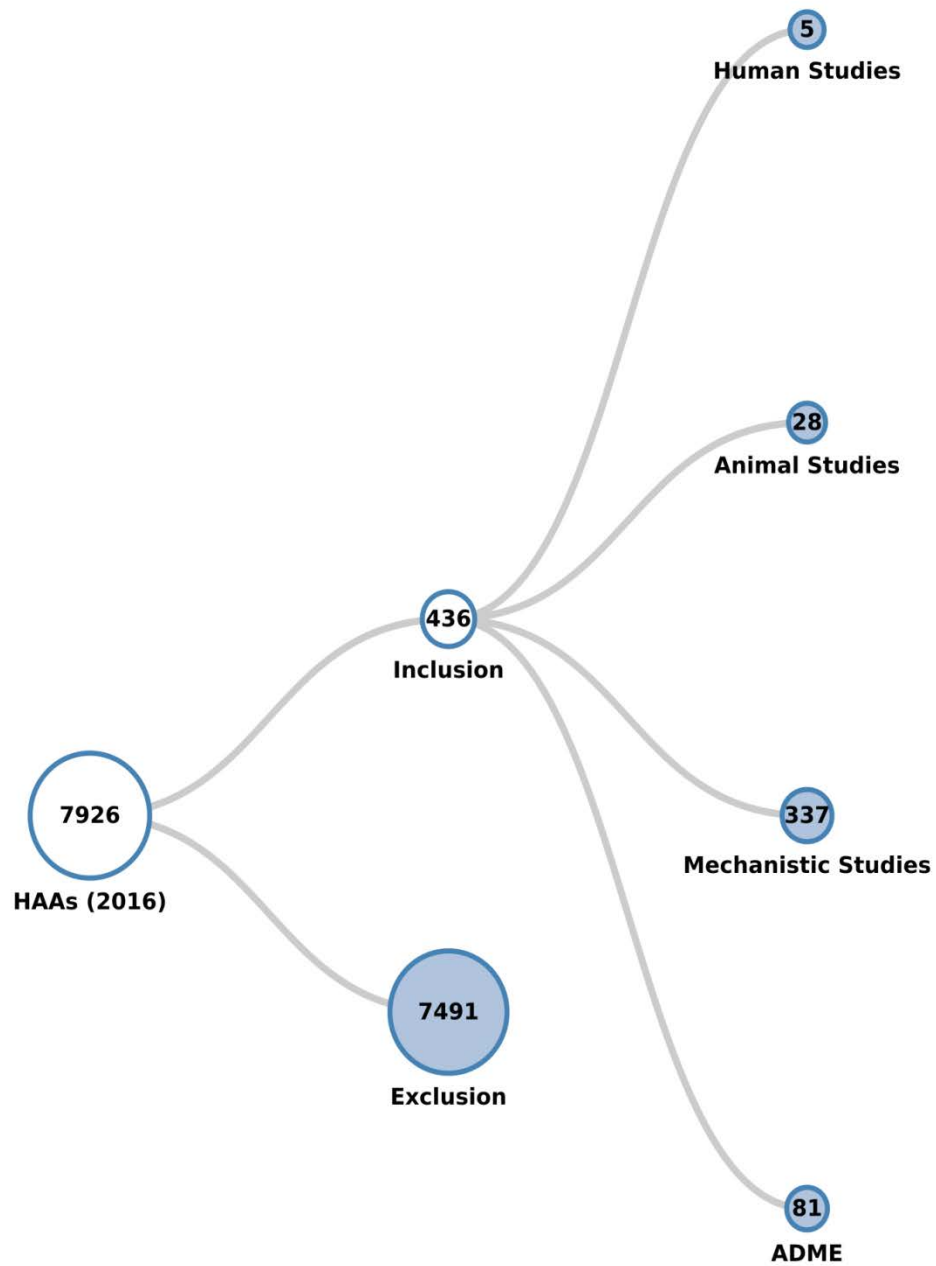 5
Human Studies
28
Animal Studies
436
Inclusion
7926
HAAs (2016)
337
Mechanistic Studies
7491
Exclusion
81
ADME